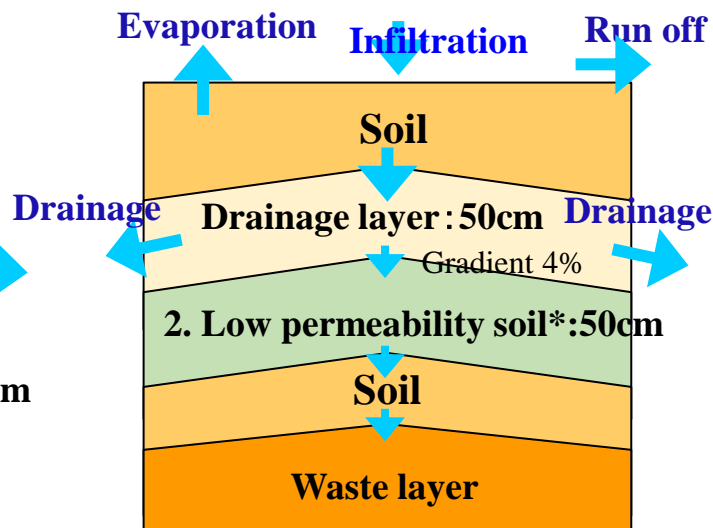 Evaporation
Infiltration
Run off
Soil
Drainage
Drainage layer:50cm
Drainage
Gradient 4%
2. Low permeability soil*:50cm
m
Soil
Waste layer